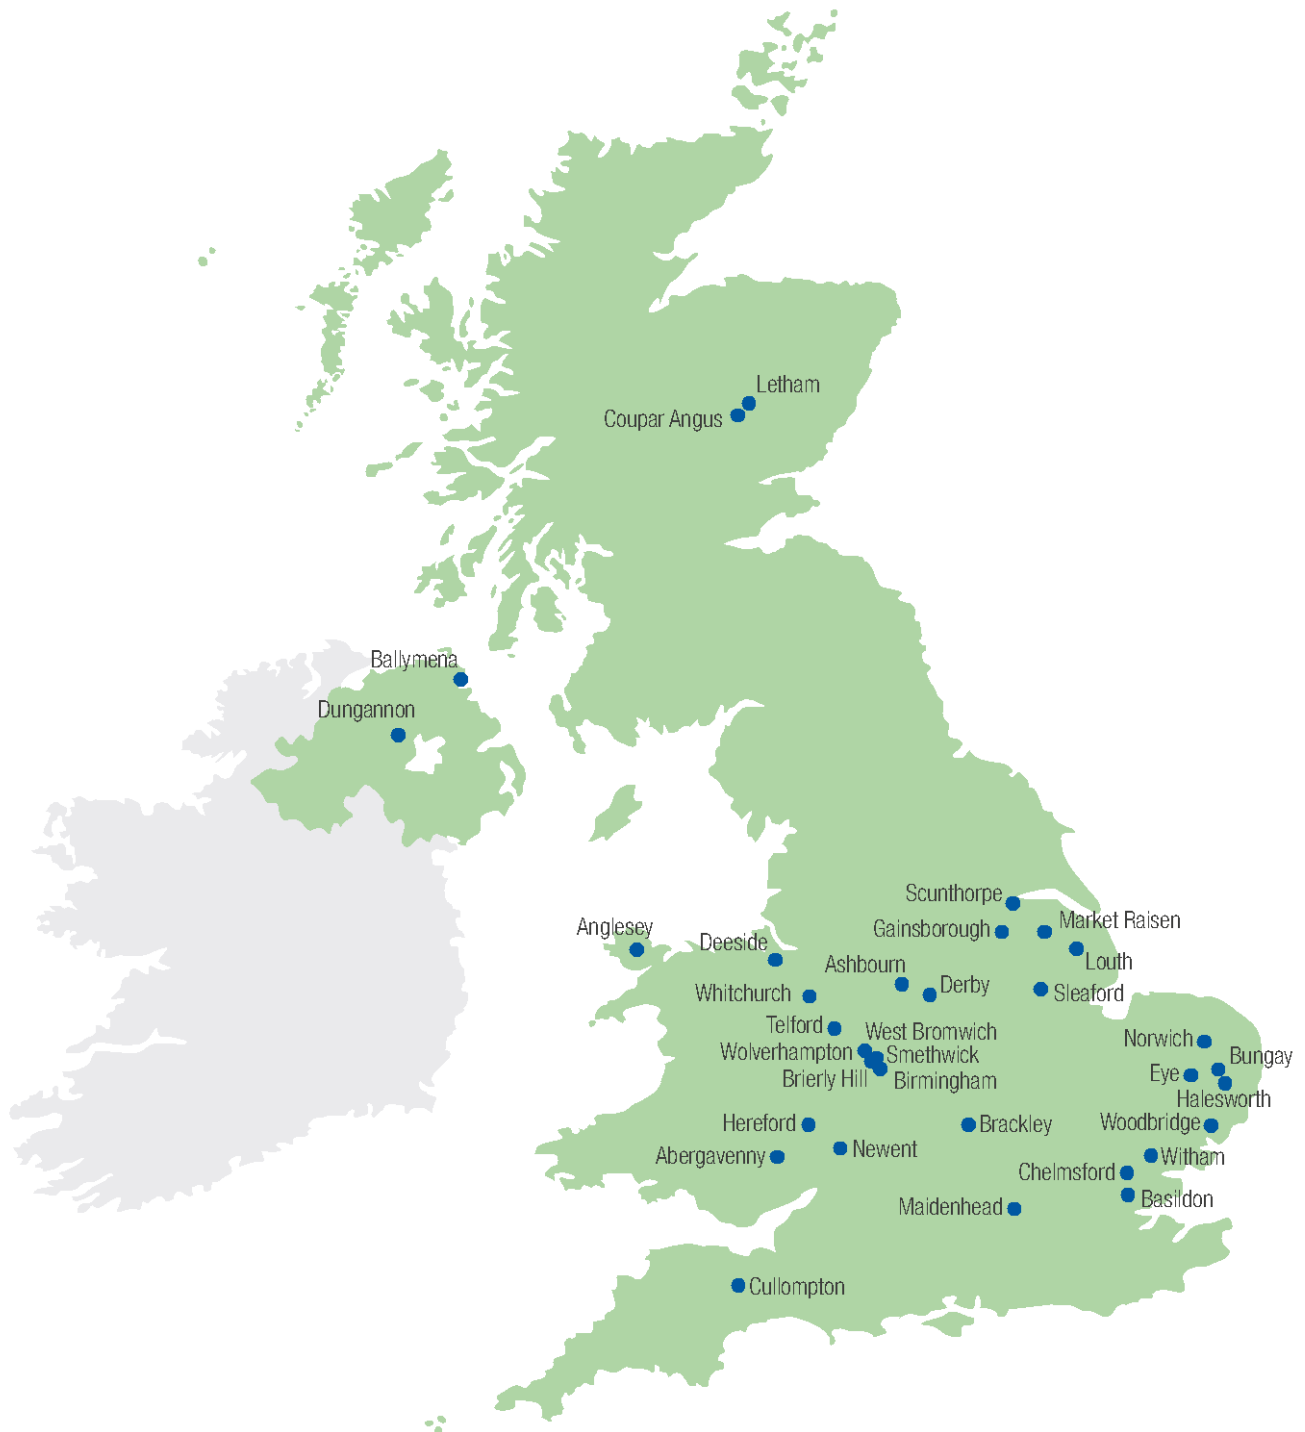 Letham
Coupar Angus
Ballymena
Dungannon
Scunthorpe
Market Raisen
Gainsborough
Anglesey
Deeside
Louth
Ashbourn
Derby
Whitchurch
Sleaford
Telford
West Bromwich
Norwich
Wolverhampton
Smethwick
Bungay
Eye
Brierly Hill
Birmingham
Halesworth
Hereford
Brackley
Woodbridge
Newent
Abergavenny
Witham
Chelmsford
Basildon
Maidenhead
Cullompton